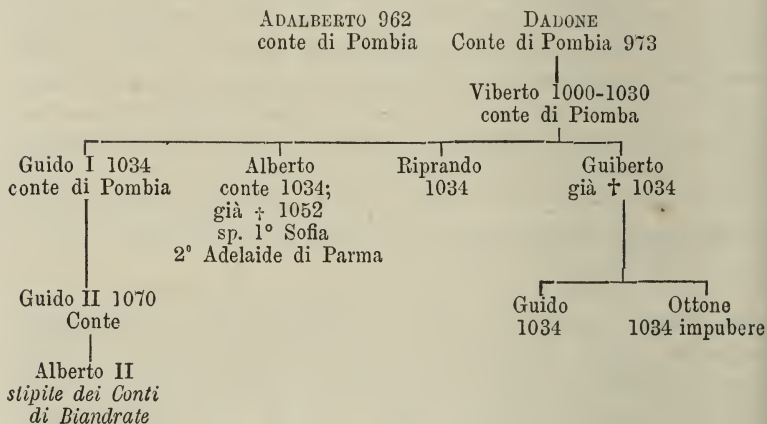 ADALBERTO 962
conte di Pombia
DADONE
Conte di Pombia 973
Viberto 1000-1030
conte di Piomba
Guido I 1034
conte di Pombia
Alberto
conte 1034;
già † 1052
sp. 1° Sofia
2° Adelaide di Parma
Riprando
1034
Guiberto
già † 1034
Guido II 1070
Conte
Guido
1034
Ottone
1034 impubere
Alberto II
stipite dei Conti
di Biandrate